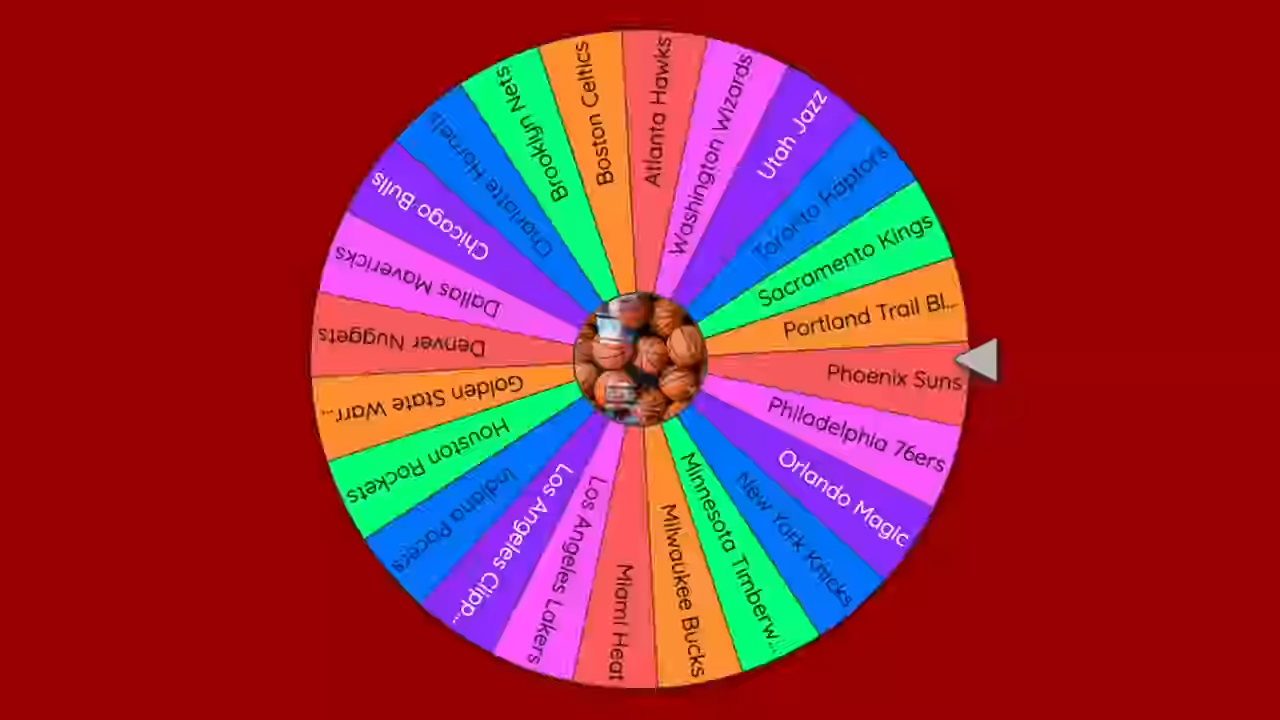 Atlanta Hawks
Washington Wizards
Utah Jazz
Toronto Raptors
Sacramento Kings
Portland Trail Bl...
Phoenix Suns
Philadelphia 76ers
Orlando Magic
New York Knicks
Minnesota Timberw...
Milwaukee Bucks
Miami Heat
Los Angeles Lakers
Los Angeles Clipp...
Indiana Pacers
Houston Rockets
Golden State Warr...
Denver Nuggets
Dallas Mavericks
Chicago Bulls
Charlotte Hornets
Brooklyn Nets
Boston Celtics